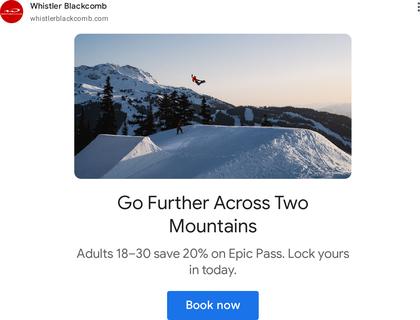 Whistler Blackcomb
whistlerblackcomb.com
Go Further Across Two
Mountains
Adults 18–30 save 20% on Epic Pass. Lock yours
in today.
Book now